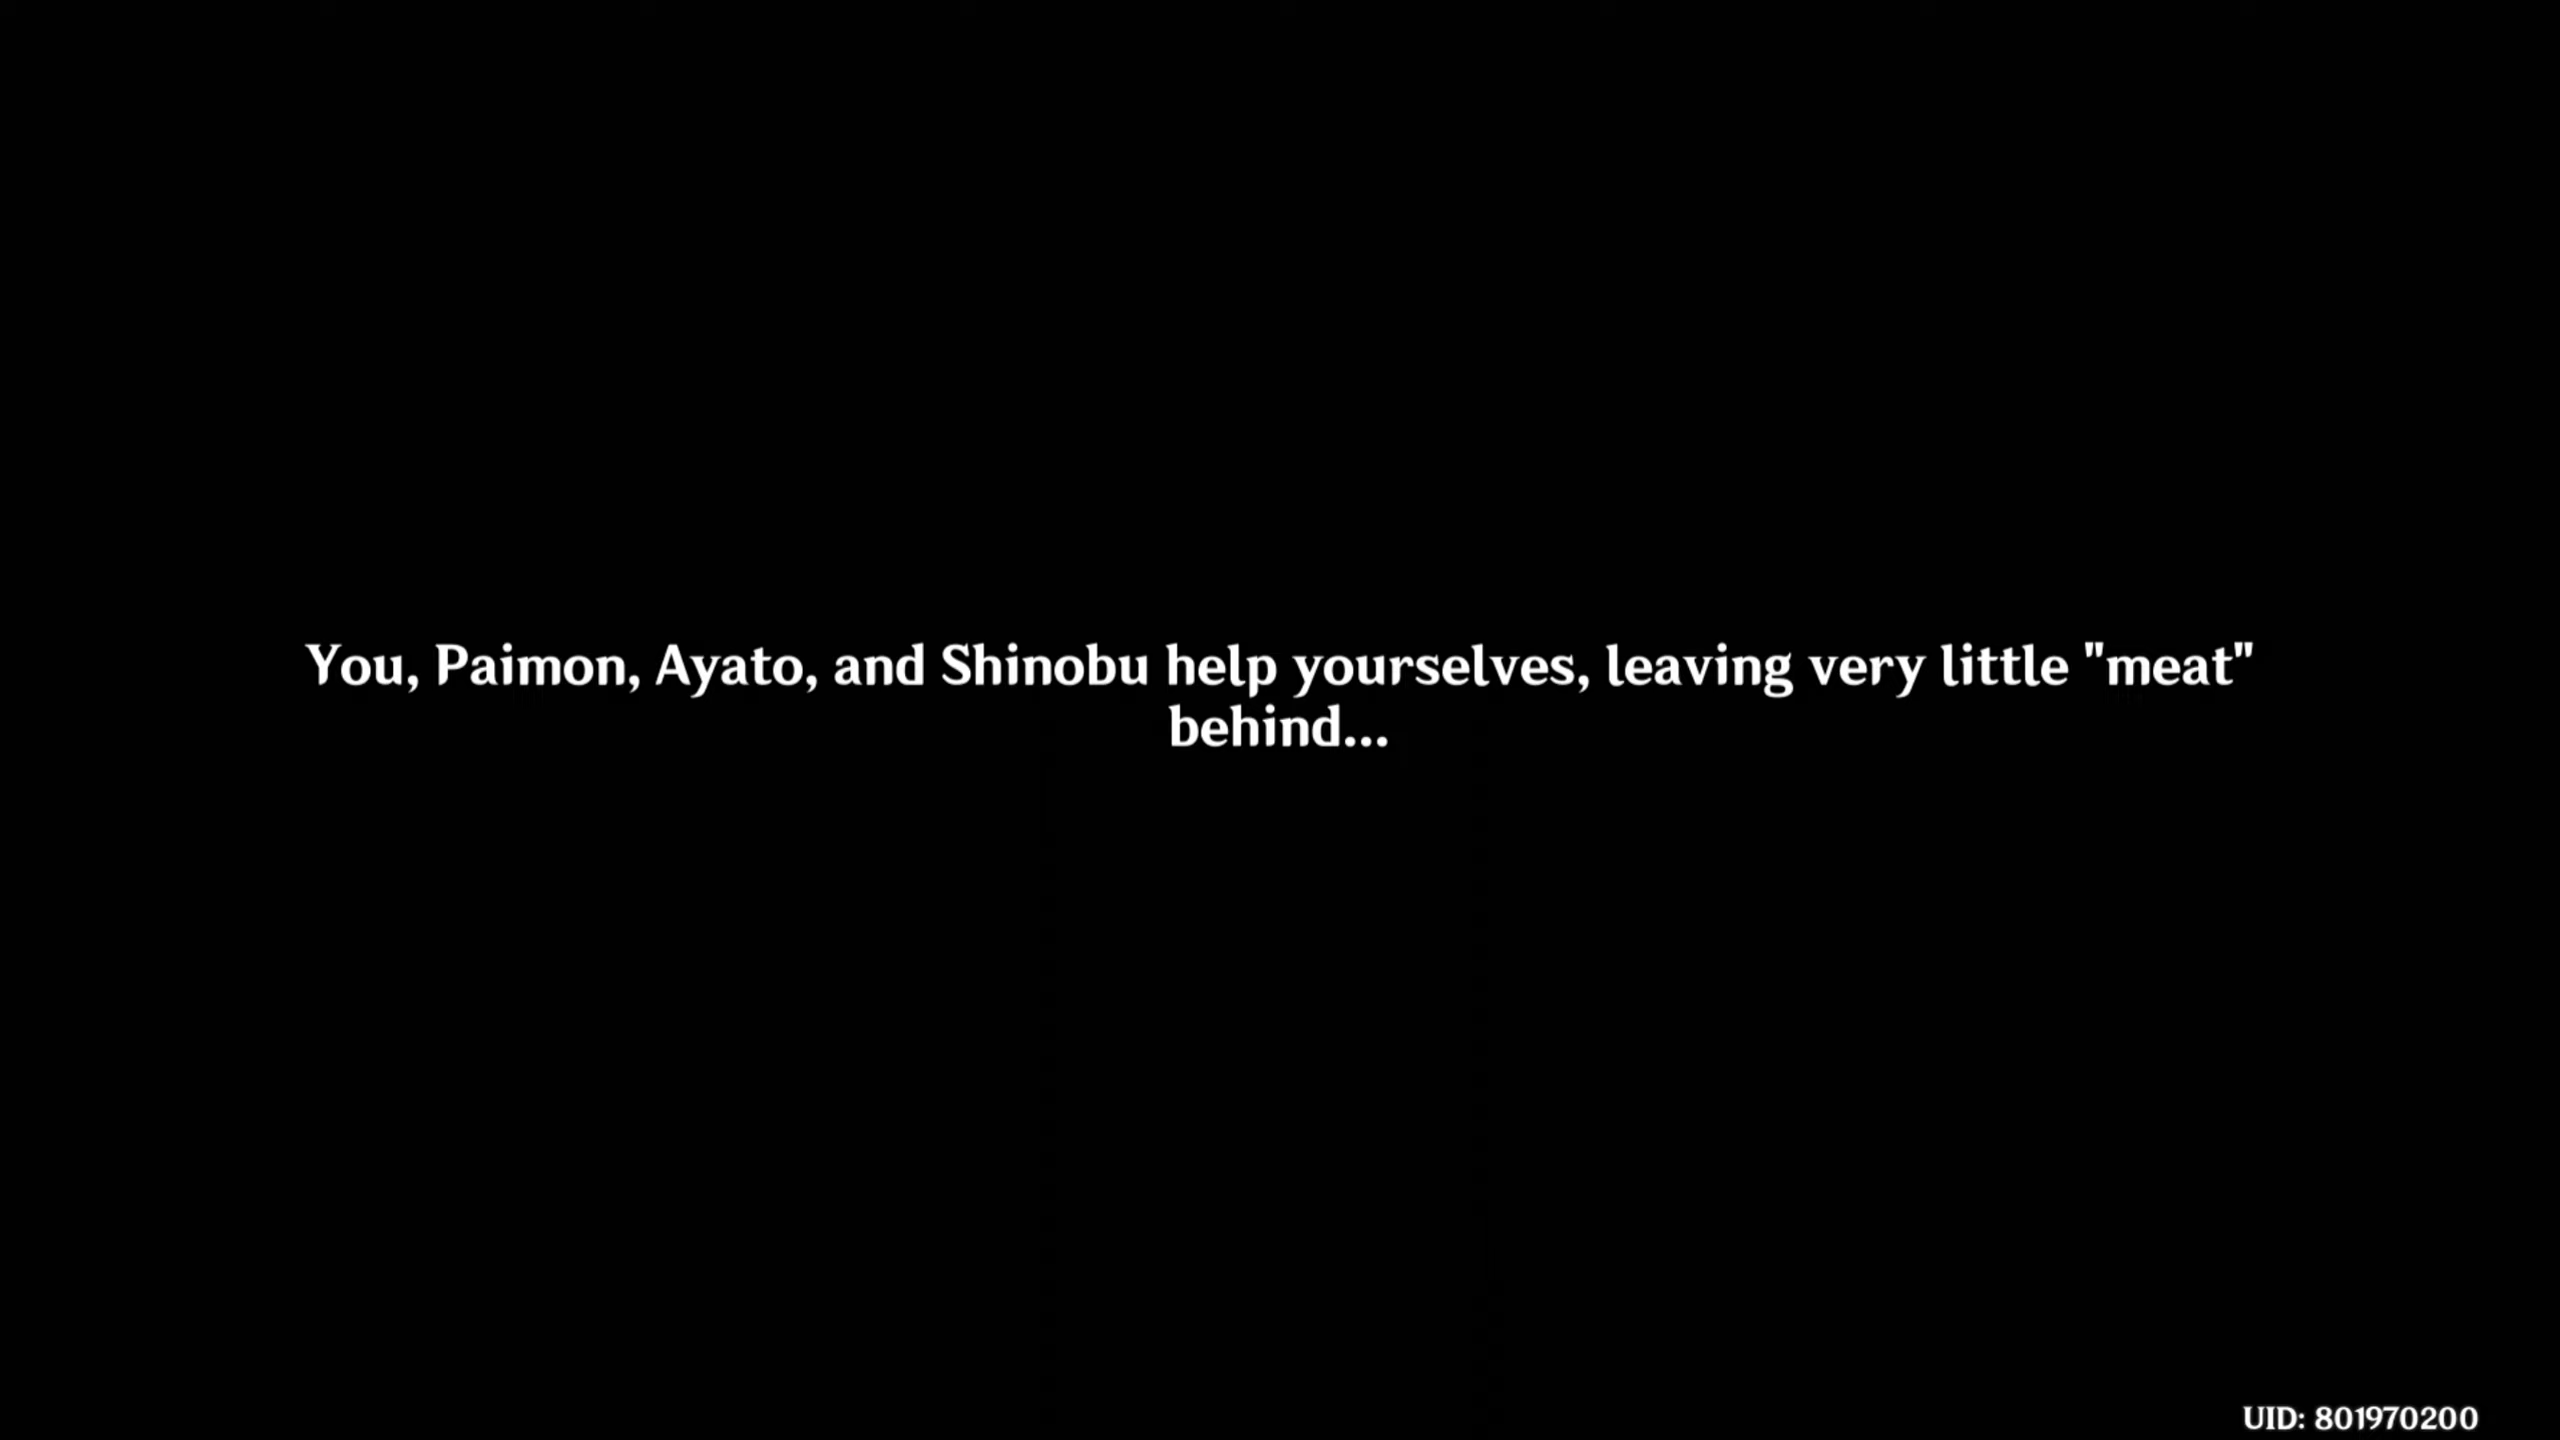 You, Paimon, Ayato, and Shinobu help yourselves, leaving very little "meat"
behind...
UID: 801970200